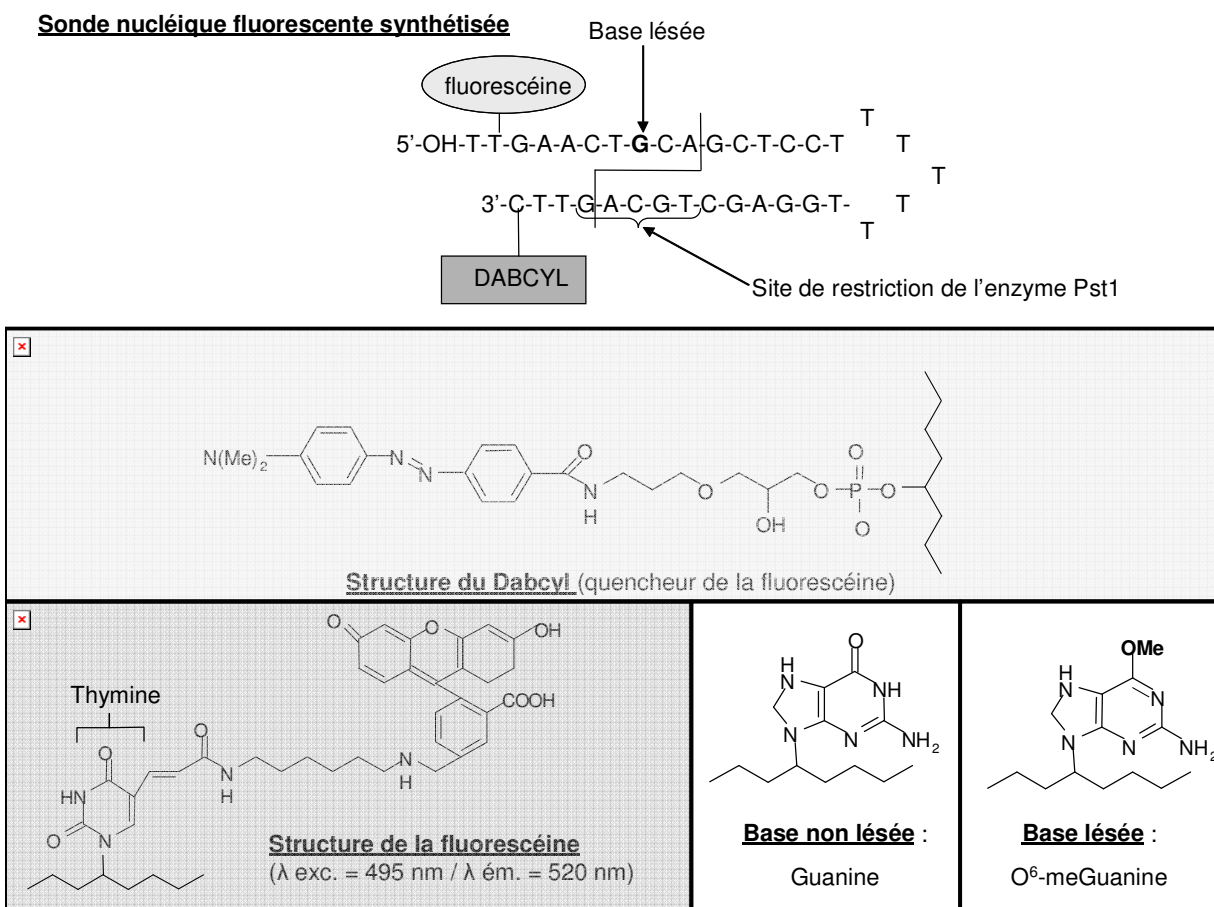 Sonde nucléique fluorescente synthétisée
Base lésée
fluorescéine
5'-OH-T-T-G-A-A-C-T-G-C-A-G-C-T-C-C-T
T
T
T
T
T
T
3'-C-T-T-G-A-C-G-T-C-G-A-G-G-T-
DABCYL
Site de restriction de l'enzyme Pst1
N(Me)2
N
N
O
N
H
O
OH
O
P
O
O
O
Structure du Dabcyl (quencheur de la fluorescéine)
O
O
OH
COOH
Thymine
O
O
HN
N
H
H
N
O
N
Structure de la fluorescéine
(λ exc. = 495 nm / λ ém. = 520 nm)
O
H
N
NH
N
N
NH2
Base non lésée :
Guanine
OMe
H
N
N
N
N
NH2
Base lésée :
O6-meGuanine